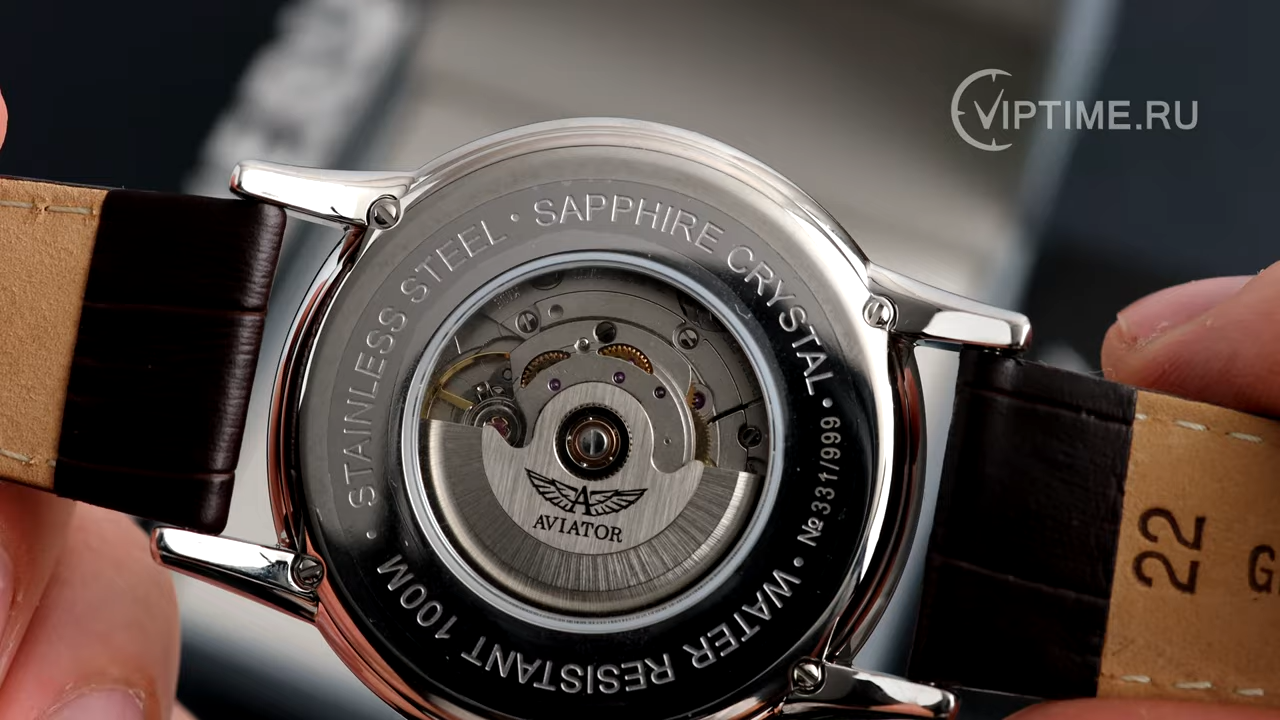 VIPTIME.RU
STAINLESS STEEL • SAPPHIRE CRYSTAL • №331/999 • WATER RESISTANT 100M •
A
AVIATOR
22
G